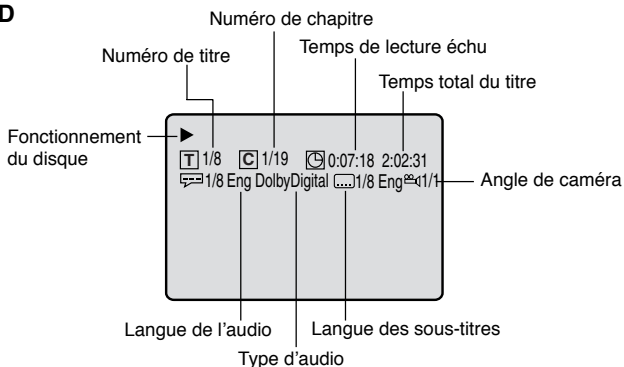 D
Numéro de chapitre
Numéro de titre
Temps de lecture échu
Temps total du titre
Fonctionnement
du disque
T 1/8 C 1/19 0:07:18 2:02:31
1/8 Eng DolbyDigital 1/8 Eng 1/1
Angle de caméra
Langue de l'audio
Langue des sous-titres
Type d'audio